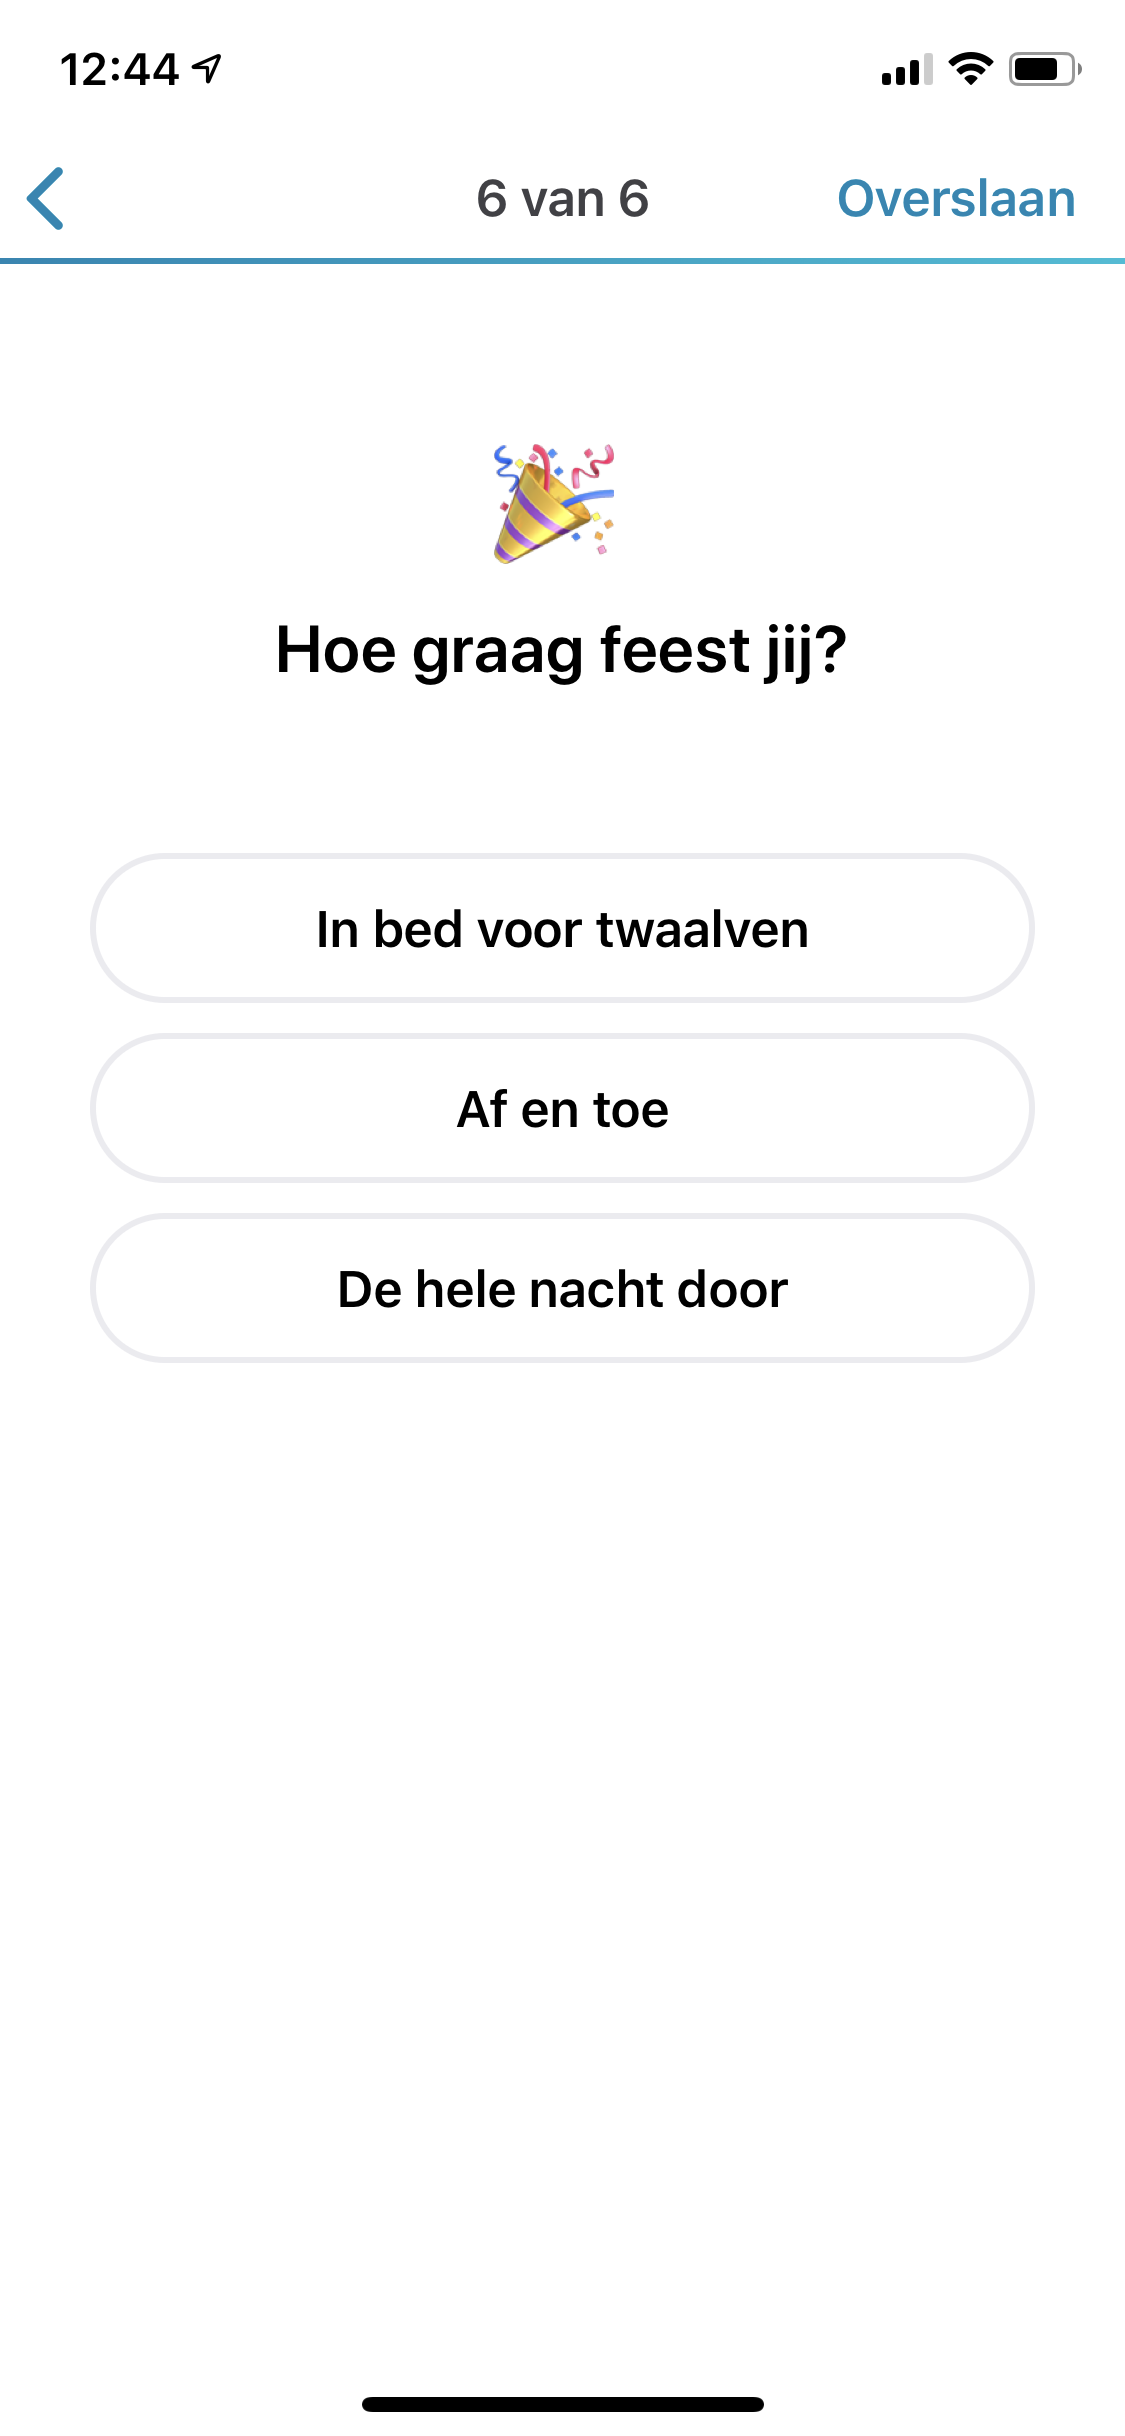 12:44
6 van 6
Overslaan
Hoe graag feest jij?
In bed voor twaalven
Af en toe
De hele nacht door